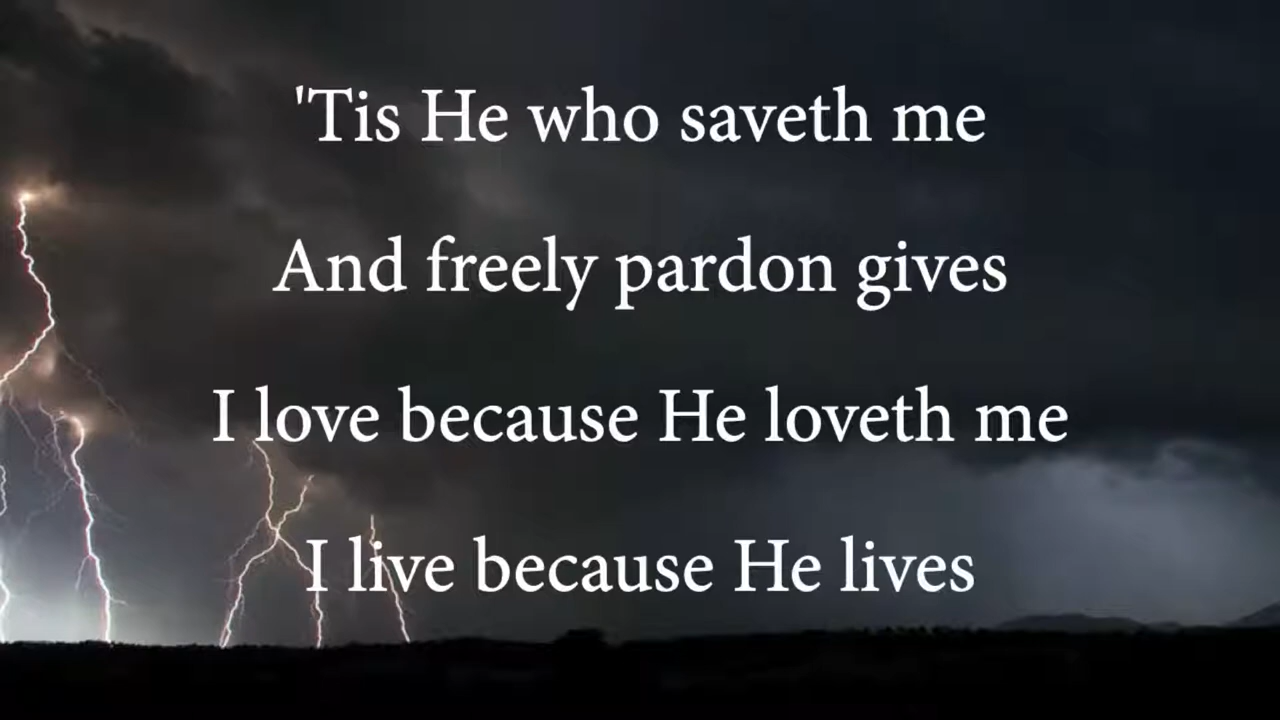 'Tis He who saveth me
And freely pardon gives
I love because He loveth me
I live because He lives